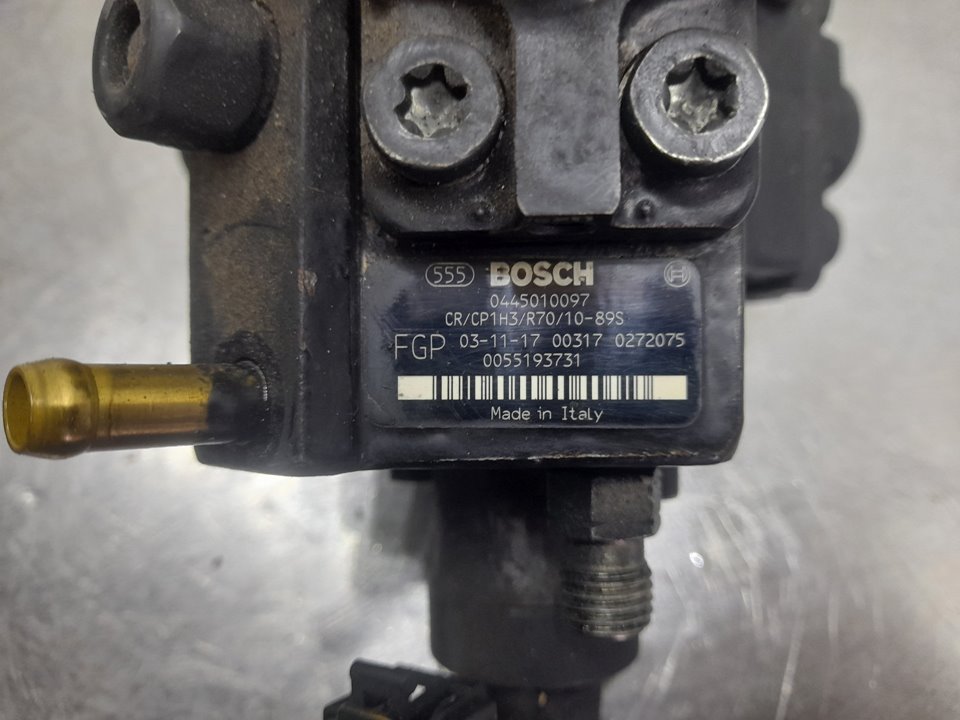 555 BOSCH
0445010097
CR/CP1H3/R70/10-89S
FGP 03-11-17 00317 0272075
0055193731
Made in Italy